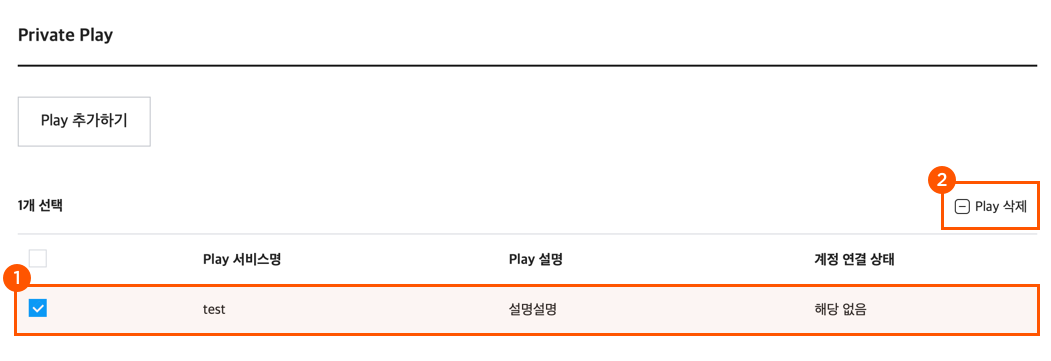 Private Play
Play 추가하기
2
1개 선택
Play 삭제
Play 서비스명 Play 설명 계정 연결 상태
1
test 설명설명 해당 없음